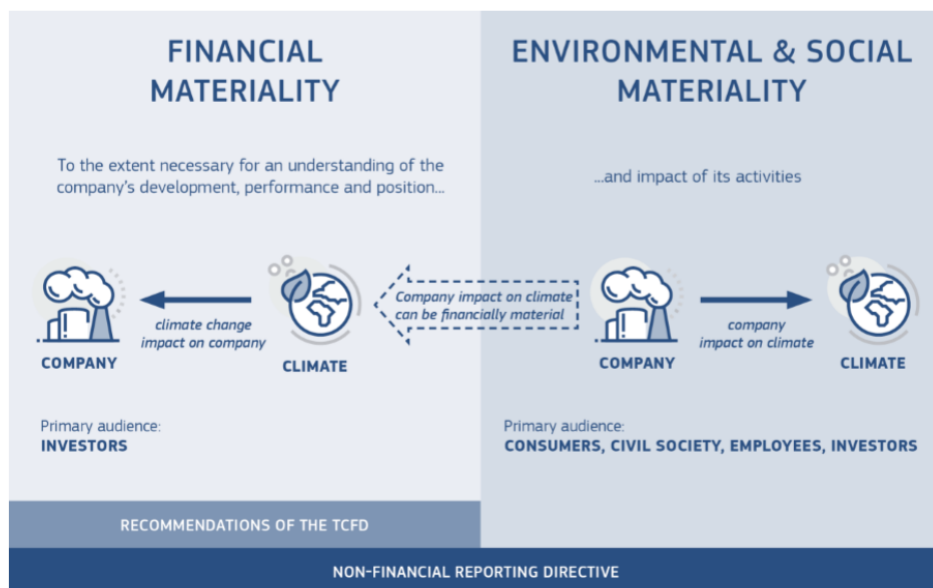 FINANCIAL
MATERIALITY
To the extent necessary for an understanding of the
company's development, performance and position...
climate change
impact on company
COMPANY
CLIMATE
Primary audience:
INVESTORS
RECOMMENDATIONS OF THE TCFD
Company impact on climate
can be financially material
ENVIRONMENTAL & SOCIAL
MATERIALITY
...and impact of its activities
company
impact on climate
COMPANY
CLIMATE
Primary audience:
CONSUMERS, CIVIL SOCIETY, EMPLOYEES, INVESTORS
NON-FINANCIAL REPORTING DIRECTIVE